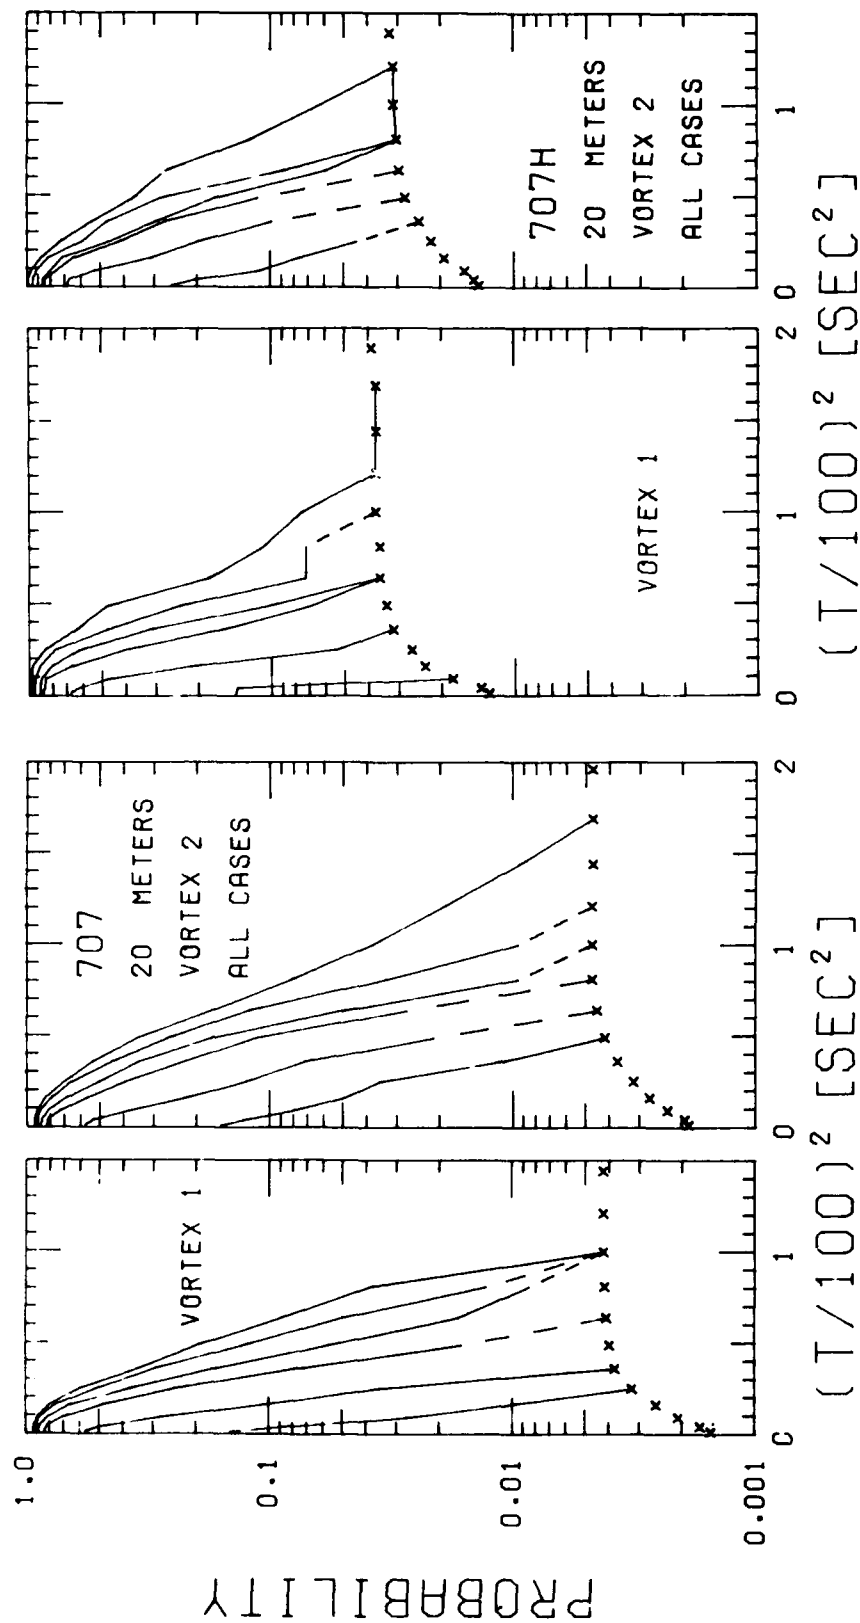 PROBABILITY
1.0
0.1
0.01
0.001
VORTEX 1
0 1
707
20 METERS
VORTEX 2
ALL CASES
0 1 2
(T/100)² [SEC²]
VORTEX 1
0 1 2
707H
20 METERS
VORTEX 2
ALL CASES
0 1
(T/100)² [SEC²]